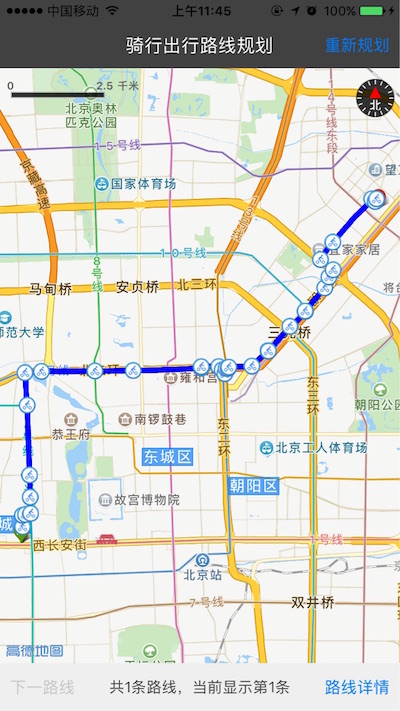 中国移动 上午11:45 100%
骑行出行路线规划 重新规划
0 2.5 千米
北
北京奥林
匹克公园
15号线
14号线
东段
望
国家体育场
京藏高速
13号线
10号线
8号线
宜家家居
马甸桥
安贞桥
北三环
将台
师范大学
三元桥
雍和宫
东三环
朝阳公园
南锣鼓巷
恭王府
东二环
北京工人体育场
东城区
朝阳区
故宫博物院
城
1号线
西长安街
北京站
7号线
双井桥
高德地图
下一路线 共1条路线，当前显示第1条 路线详情